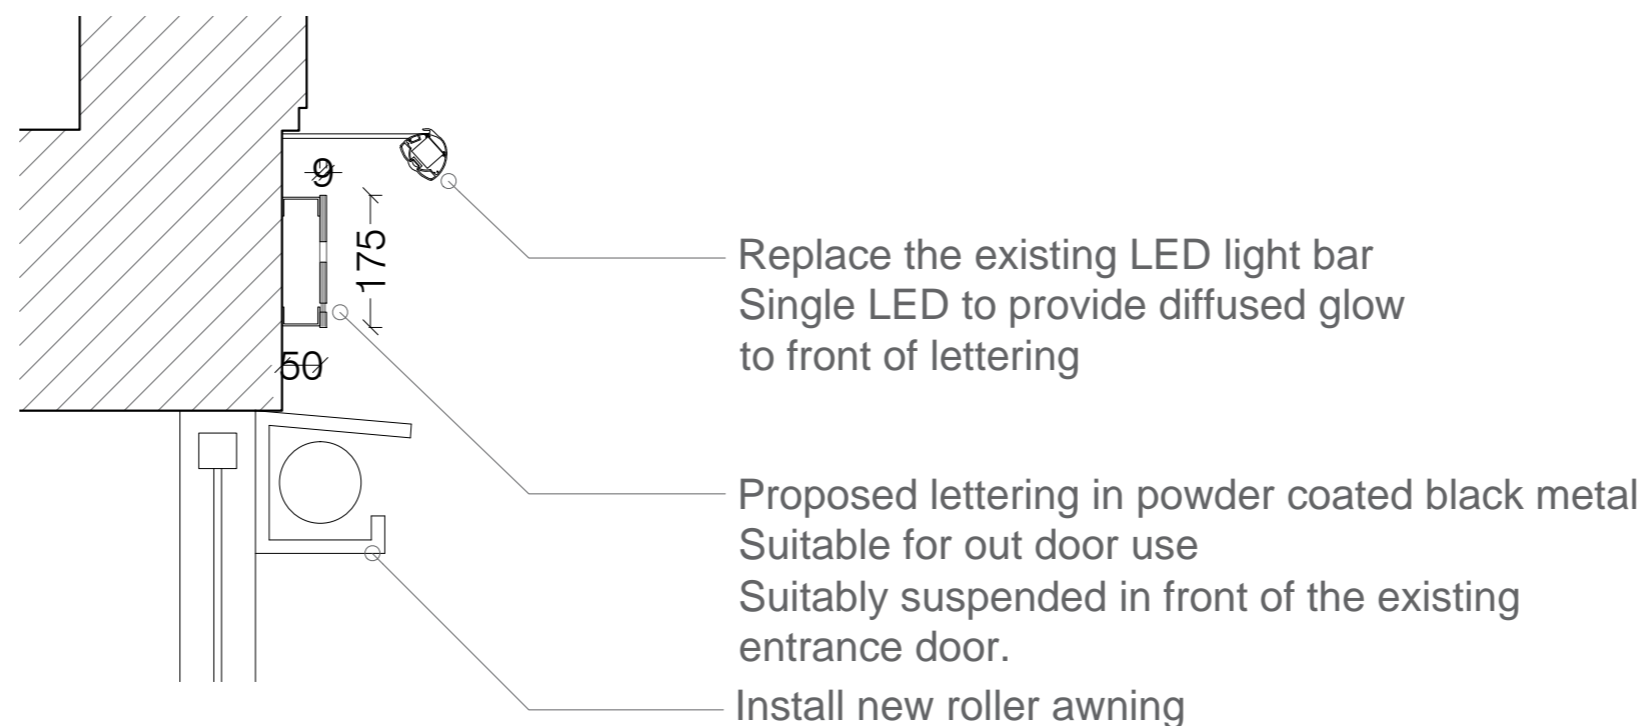 9
175
50
Replace the existing LED light bar
Single LED to provide diffused glow
to front of lettering
Proposed lettering in powder coated black metal
Suitable for out door use
Suitably suspended in front of the existing
entrance door.
Install new roller awning